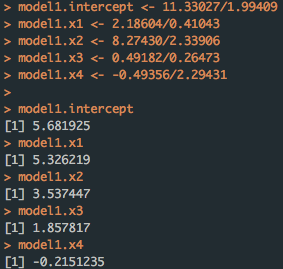 > model1.intercept <- 11.33027/1.99409
> model1.x1 <- 2.18604/0.41043
> model1.x2 <- 8.27430/2.33906
> model1.x3 <- 0.49182/0.26473
> model1.x4 <- -0.49356/2.29431
>
> model1.intercept
[1] 5.681925
> model1.x1
[1] 5.326219
> model1.x2
[1] 3.537447
> model1.x3
[1] 1.857817
> model1.x4
[1] -0.2151235